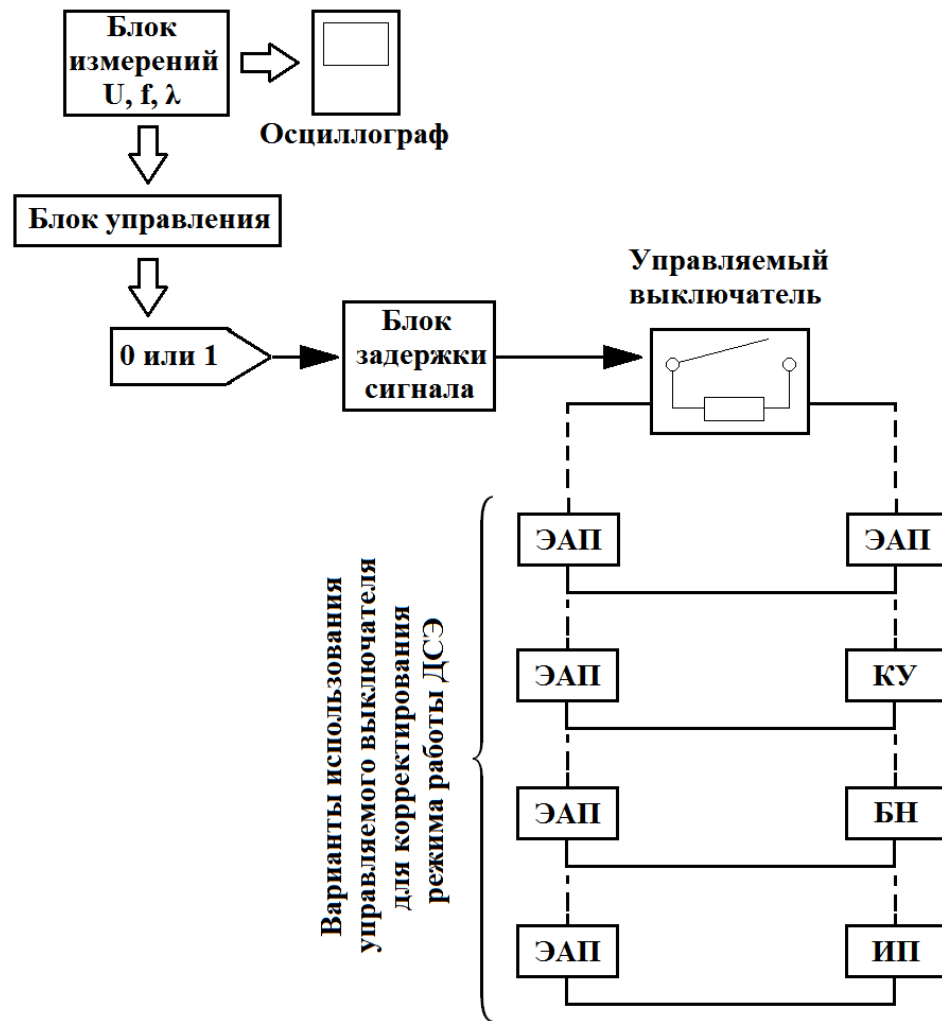 Блок
измерений
U, f, λ
Осциллограф
Блок управления
0 или 1
Блок
задержки
сигнала
Управляемый
выключатель
ЭАП
ЭАП
ЭАП
КУ
ЭАП
БН
ЭАП
ИП
Варианты использования
управляемого выключателя
для корректирования
режима работы ДСЭ